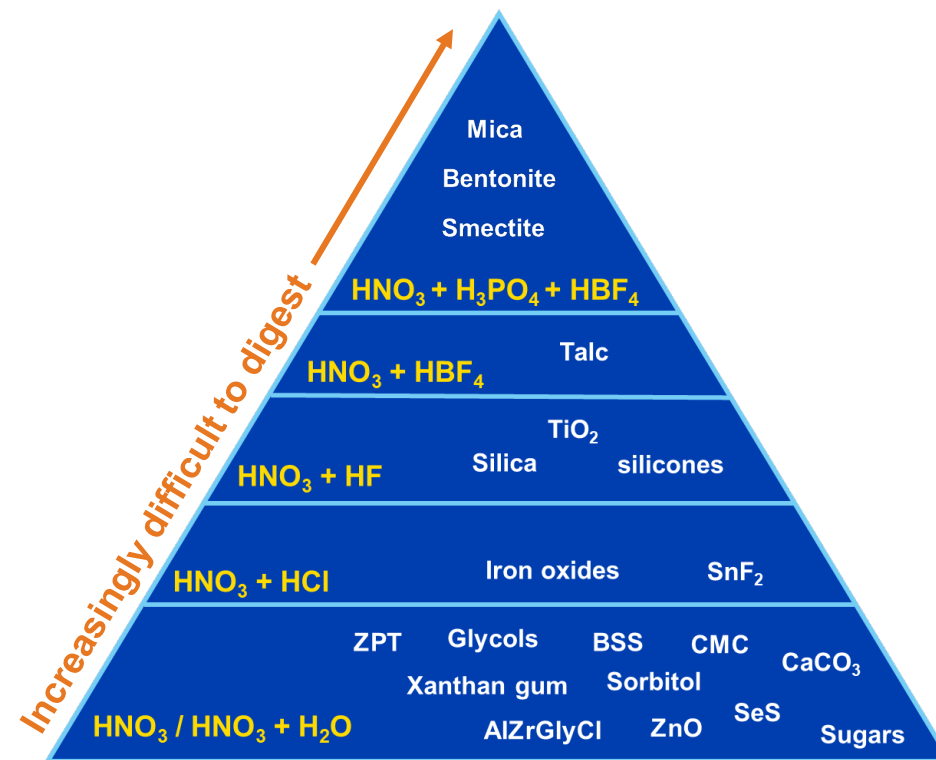 Increasingly difficult to digest
Mica
Bentonite
Smectite
HNO₃ + H₃PO₄ + HBF₄
Talc
HNO₃ + HBF₄
TiO₂
Silica silicones
HNO₃ + HF
Iron oxides SnF₂
HNO₃ + HCl
ZPT Glycols BSS CMC
CaCO₃
Xanthan gum Sorbitol
SeS
HNO₃ / HNO₃ + H₂O AlZrGlyCl ZnO
Sugars